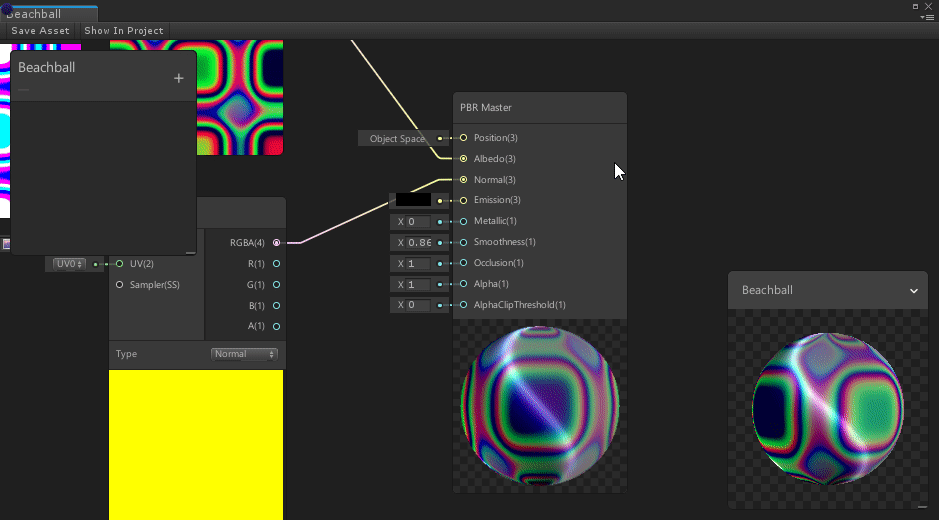 Beachball
Save Asset
Show In Project
Beachball
+
PBR Master
Object Space
Position(3)
Albedo(3)
Normal(3)
Emission(3)
X 0
Metallic(1)
X 0.86
Smoothness(1)
X 1
Occlusion(1)
X 1
Alpha(1)
X 0
AlphaClipThreshold(1)
RGBA(4)
UV0
UV(2)
R(1)
Sampler(SS)
G(1)
B(1)
A(1)
Type
Normal
Beachball